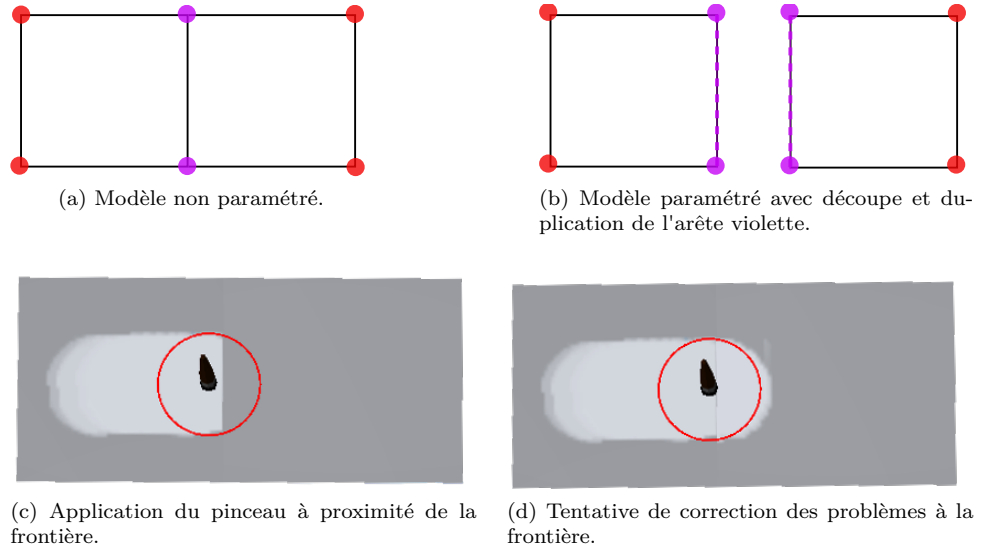 (a) Modèle non paramétré.
(b) Modèle paramétré avec découpe et du-
plication de l'arête violette.
(c) Application du pinceau à proximité de la
frontière.
(d) Tentative de correction des problèmes à la
frontière.